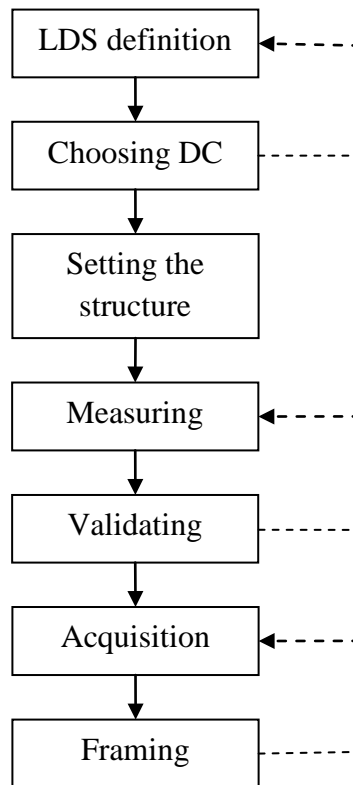 LDS definition
Choosing DC
Setting the
structure
Measuring
Validating
Acquisition
Framing